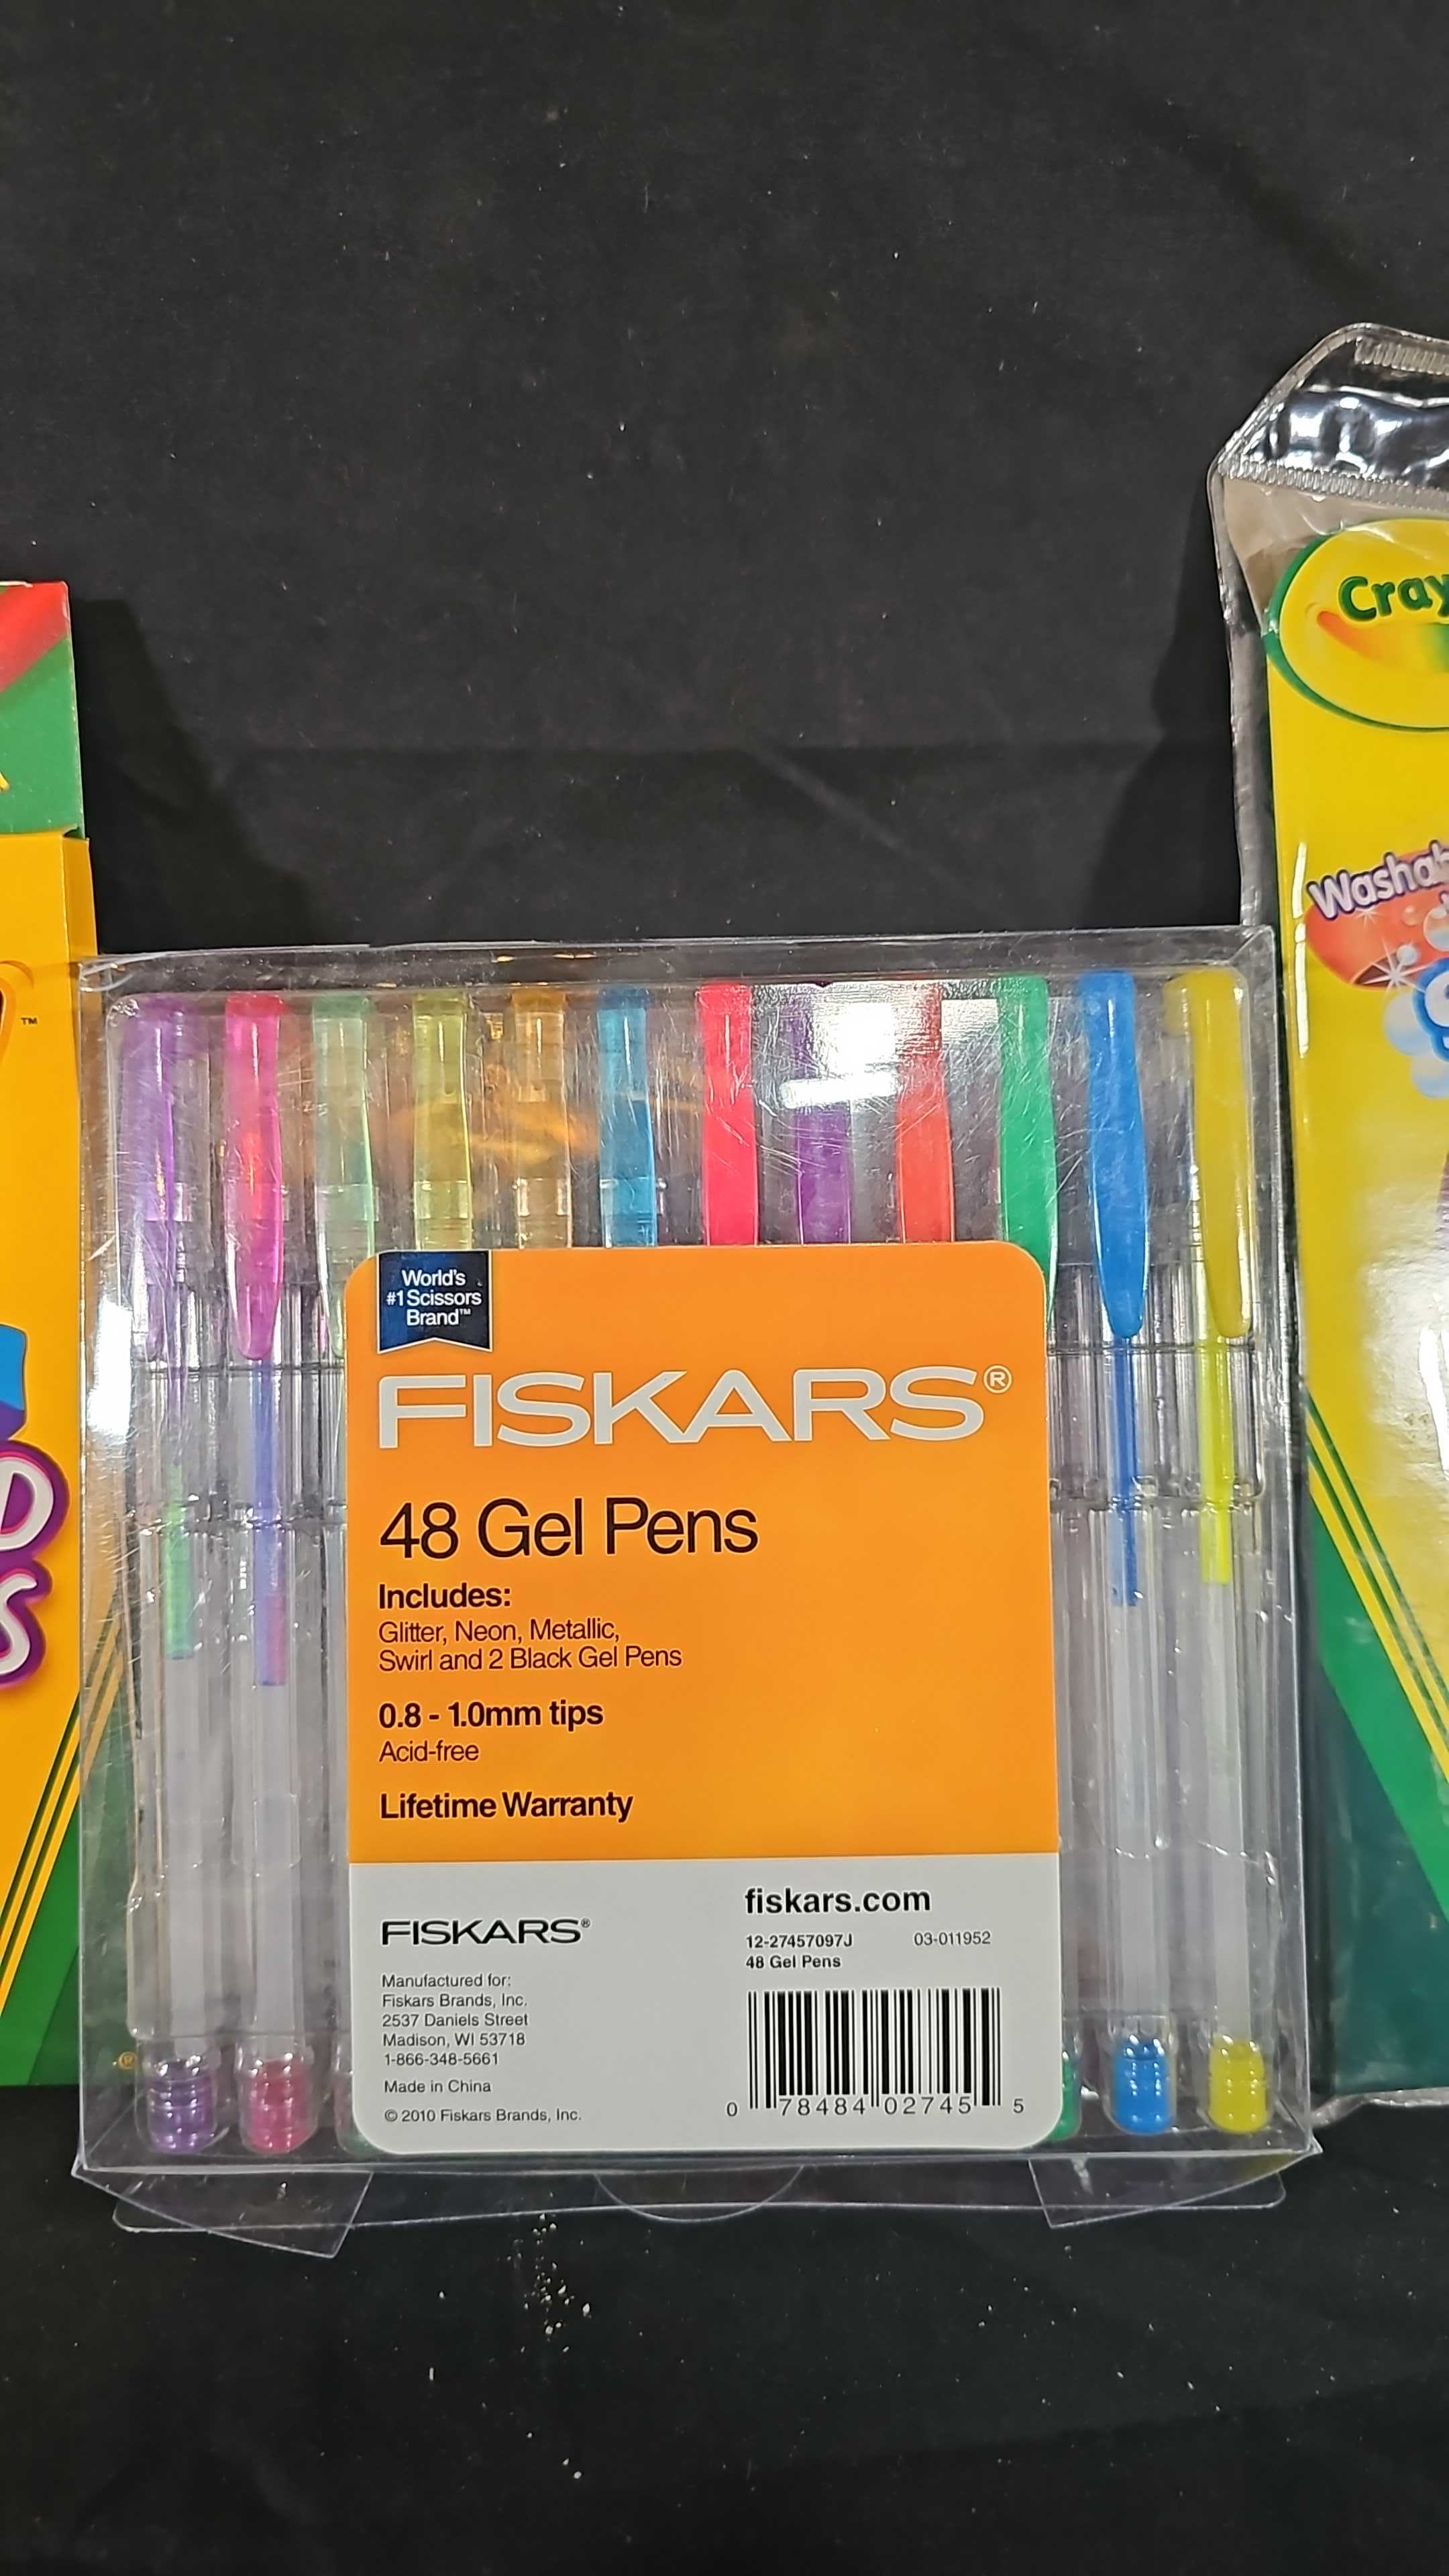 Cray
Washab
™
D
S
World's
#1 Scissors
Brand™
FISKARS®
48 Gel Pens
Includes:
Glitter, Neon, Metallic,
Swirl and 2 Black Gel Pens
0.8 - 1.0mm tips
Acid-free
Lifetime Warranty
FISKARS®
Manufactured for:
Fiskars Brands, Inc.
2537 Daniels Street
Madison, WI 53718
1-866-348-5661
Made in China
© 2010 Fiskars Brands, Inc.
fiskars.com
12-27457097J 03-011952
48 Gel Pens
0 78484 02745 5
®